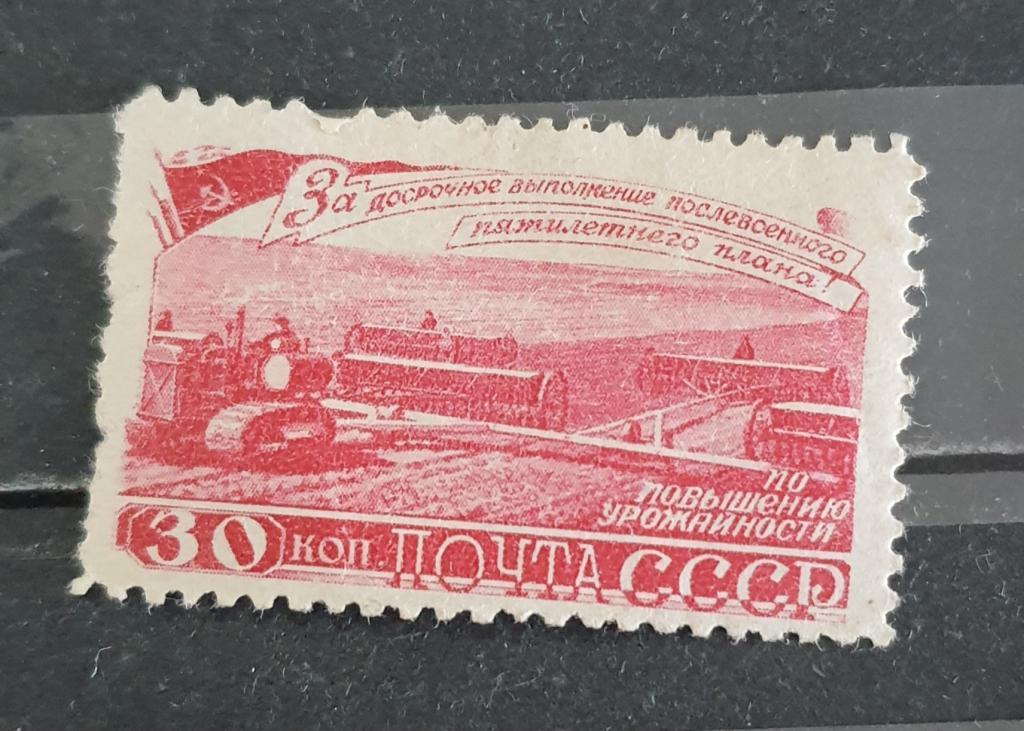 За досрочное выполнение послевоенного
пятилетнего плана!
по
повышению
урожайности
30 коп. ПОЧТА СССР